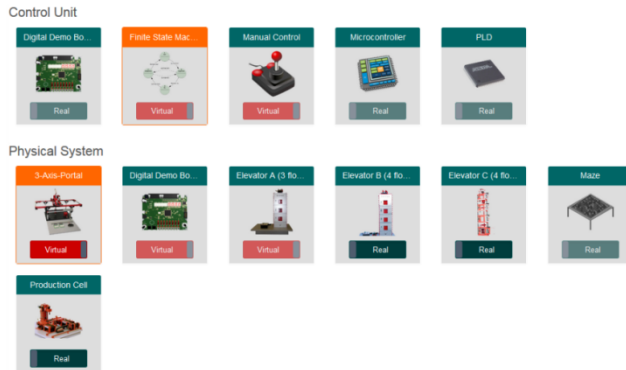 Control Unit
Digital Demo Bo... Finite State Mac... Manual Control Microcontroller PLD
Real Virtual Virtual Real Real
Physical System
3-Axis-Portal Digital Demo Bo... Elevator A (3 flo... Elevator B (4 flo... Elevator C (4 flo... Maze
Virtual Virtual Virtual Real Real Real
Production Cell
Real